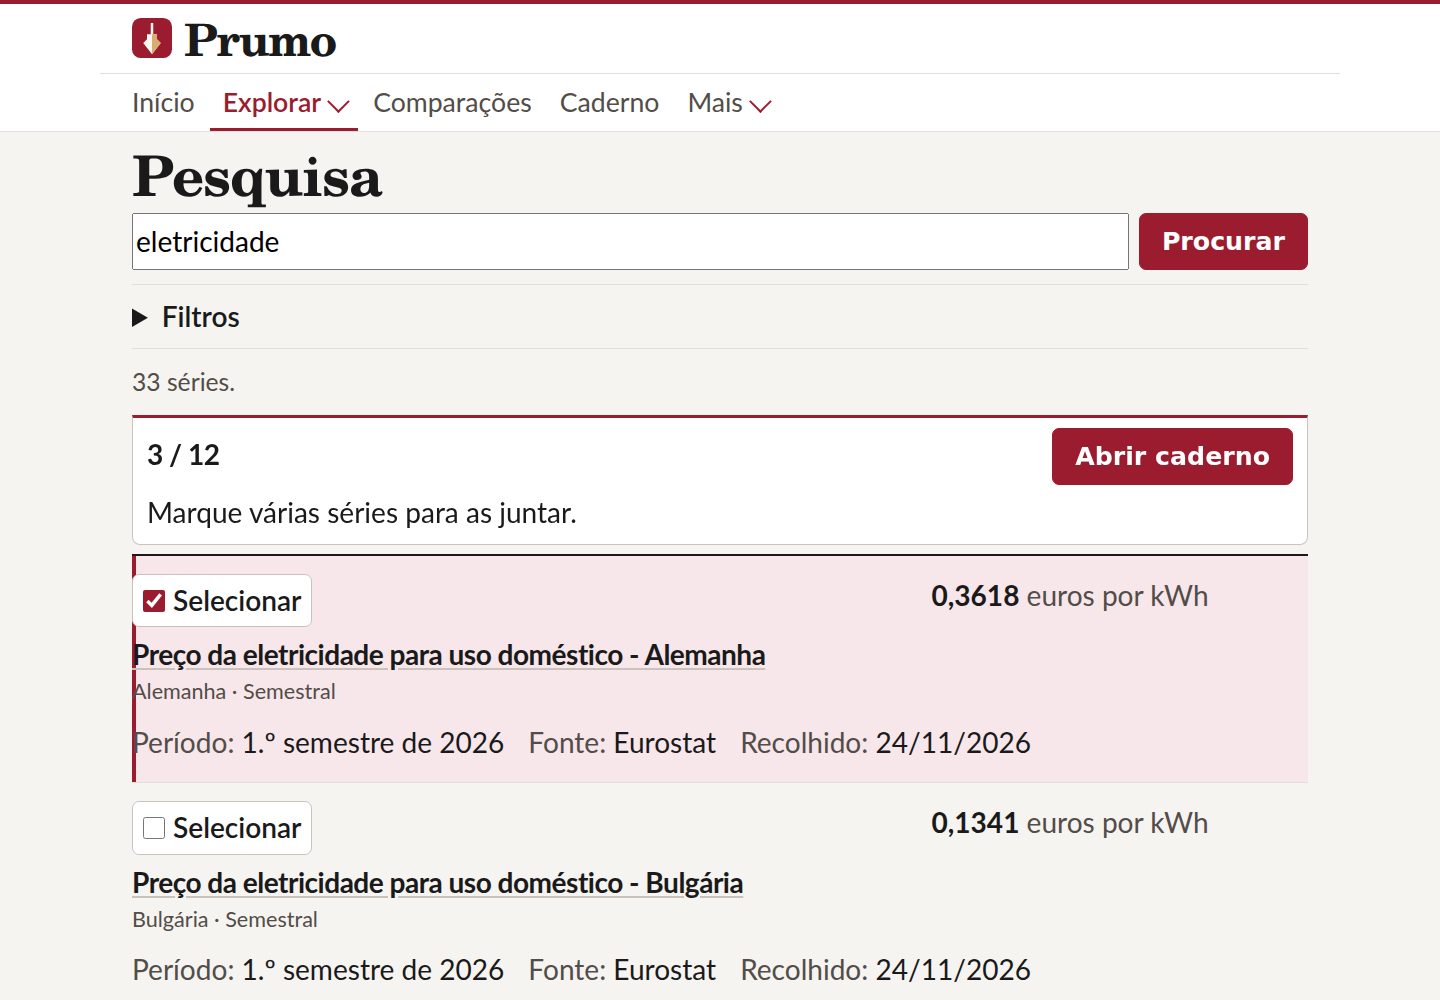 Prumo
Início Explorar Comparações Caderno Mais
Pesquisa
eletricidade Procurar
Filtros
33 séries.
3 / 12 Abrir caderno
Marque várias séries para as juntar.
Selecionar 0,3618 euros por kWh
Preço da eletricidade para uso doméstico - Alemanha
Alemanha · Semestral
Período: 1.º semestre de 2026 Fonte: Eurostat Recolhido: 24/11/2026
Selecionar 0,1341 euros por kWh
Preço da eletricidade para uso doméstico - Bulgária
Bulgária · Semestral
Período: 1.º semestre de 2026 Fonte: Eurostat Recolhido: 24/11/2026